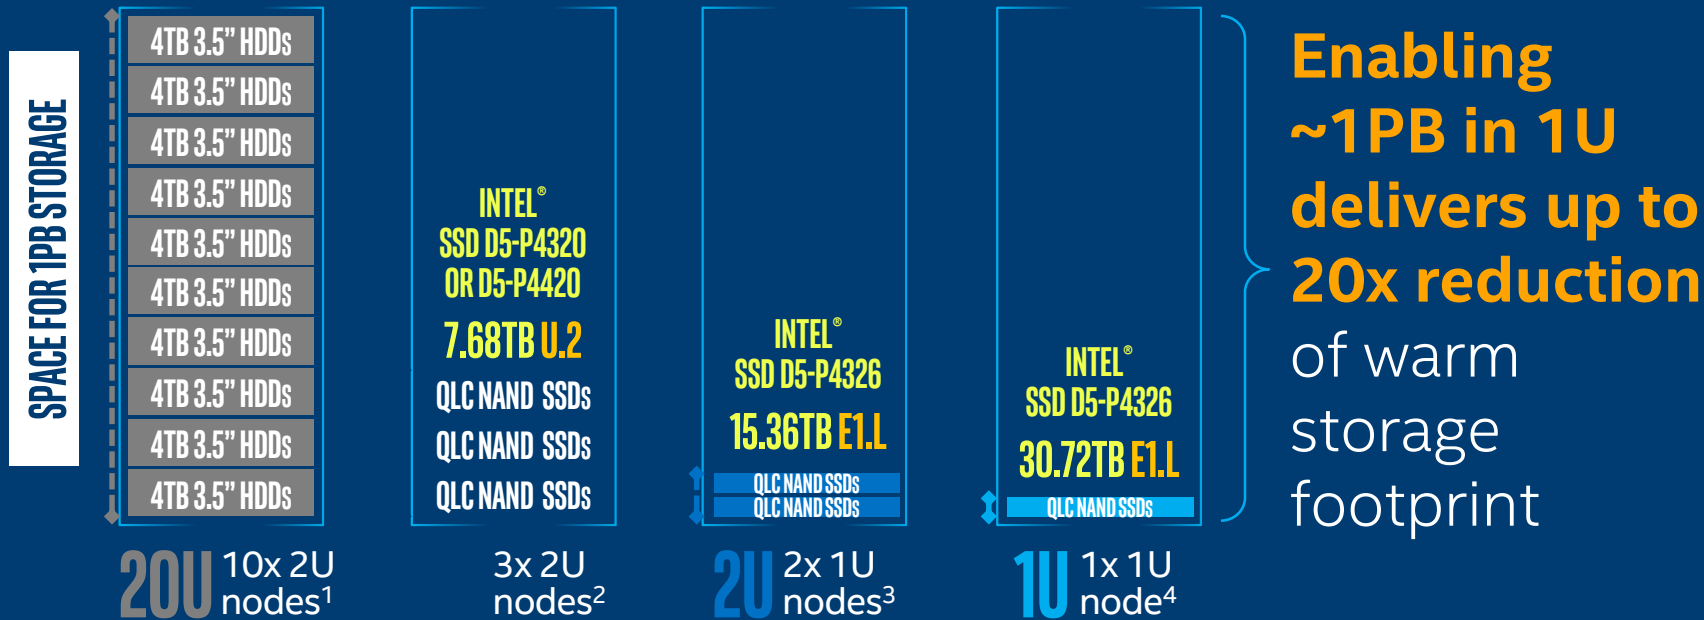 SPACE FOR 1PB STORAGE
4TB 3.5” HDDs
4TB 3.5” HDDs
4TB 3.5” HDDs
4TB 3.5” HDDs
4TB 3.5” HDDs
4TB 3.5” HDDs
4TB 3.5” HDDs
4TB 3.5” HDDs
4TB 3.5” HDDs
4TB 3.5” HDDs
20U 10x 2U
nodes¹
INTEL®
SSD D5-P4320
OR D5-P4420
7.68TB U.2
QLC NAND SSDs
QLC NAND SSDs
QLC NAND SSDs
3x 2U
nodes²
INTEL®
SSD D5-P4326
15.36TB E1.L
QLC NAND SSDs
QLC NAND SSDs
2U 2x 1U
nodes³
INTEL®
SSD D5-P4326
30.72TB E1.L
QLC NAND SSDs
1U 1x 1U
node⁴
Enabling
~1PB in 1U
delivers up to
20x reduction
of warm
storage
footprint